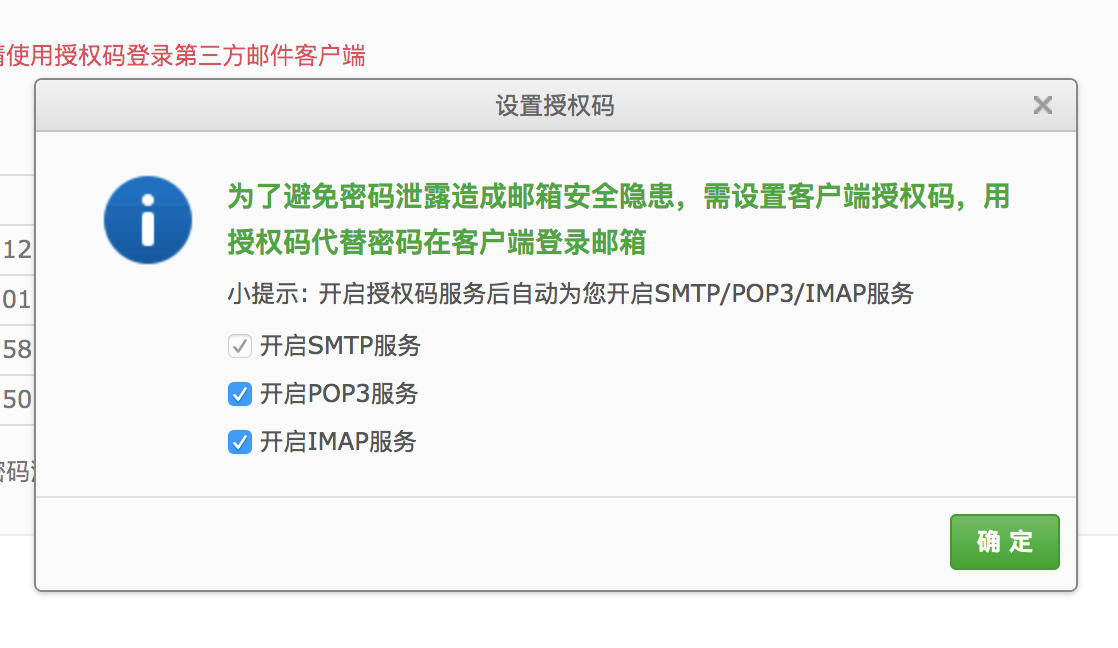 使用授权码登录第三方邮件客户端
设置授权码
为了避免密码泄露造成邮箱安全隐患，需设置客户端授权码，用
授权码代替密码在客户端登录邮箱
小提示：开启授权码服务后自动为您开启SMTP/POP3/IMAP服务
开启SMTP服务
12
01
开启POP3服务
58
50
开启IMAP服务
密码
确 定